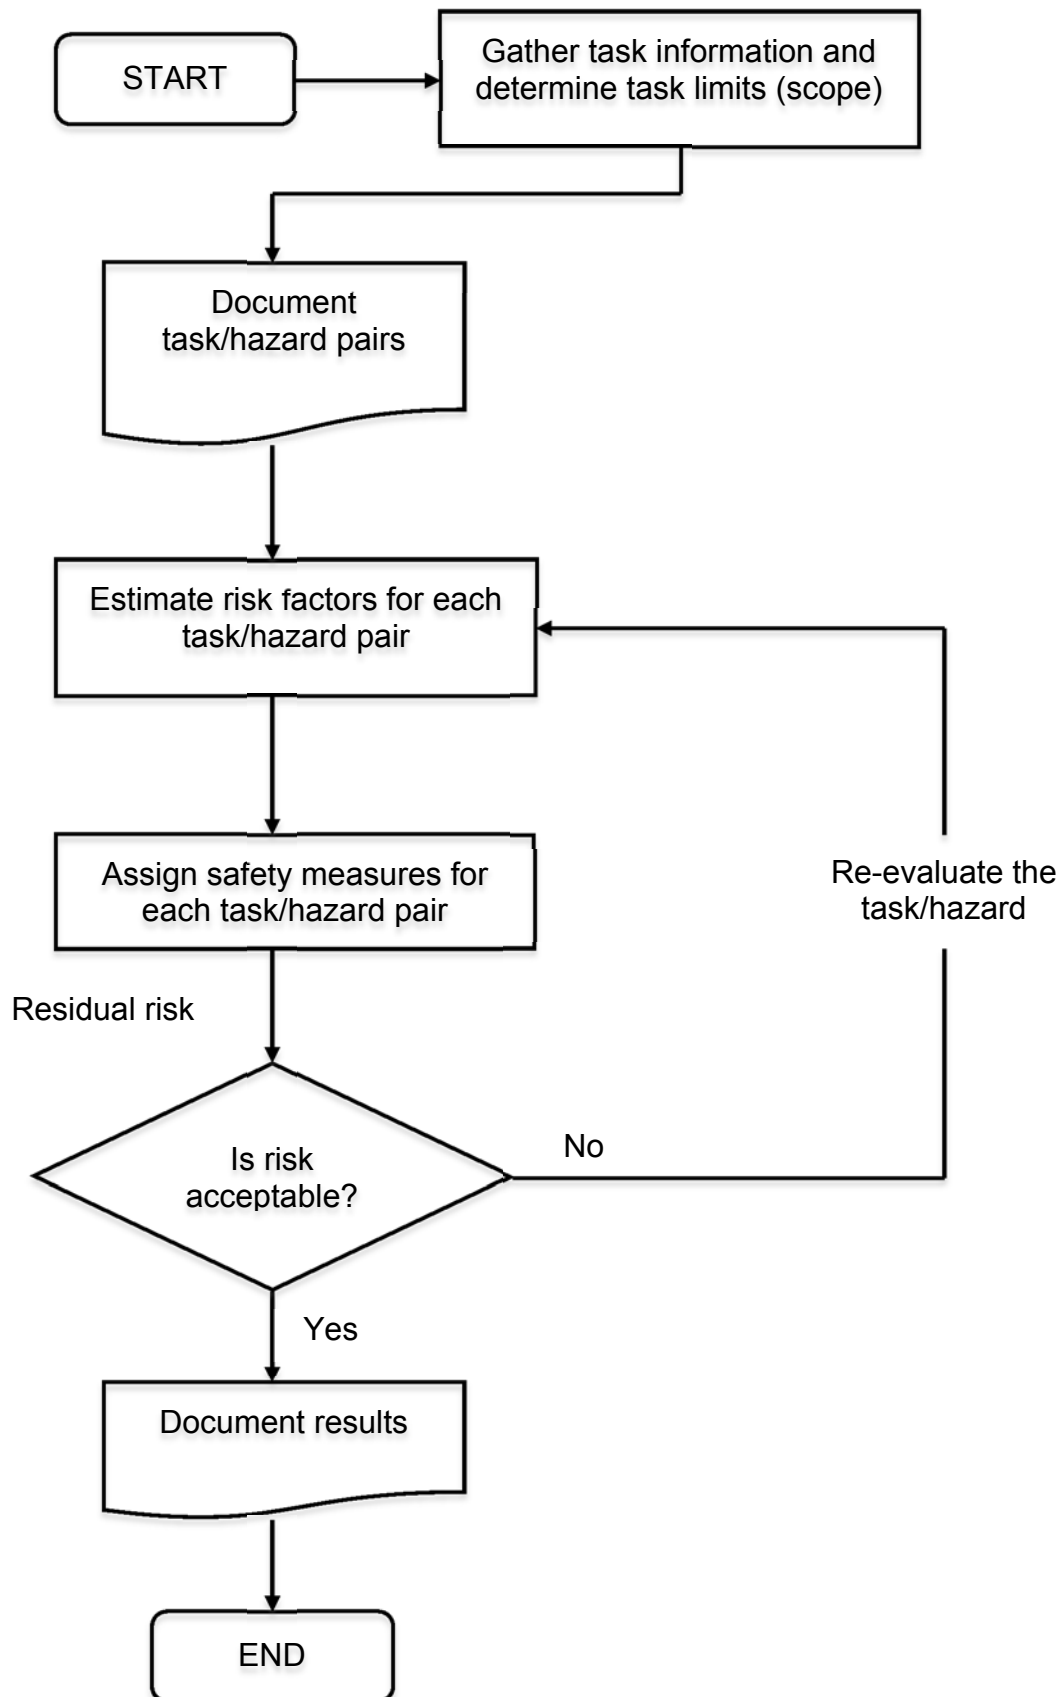 START
Gather task information and
determine task limits (scope)
Document
task/hazard pairs
Estimate risk factors for each
task/hazard pair
Assign safety measures for
each task/hazard pair
Re-evaluate the
task/hazard
Residual risk
Is risk
acceptable?
No
Yes
Document results
END